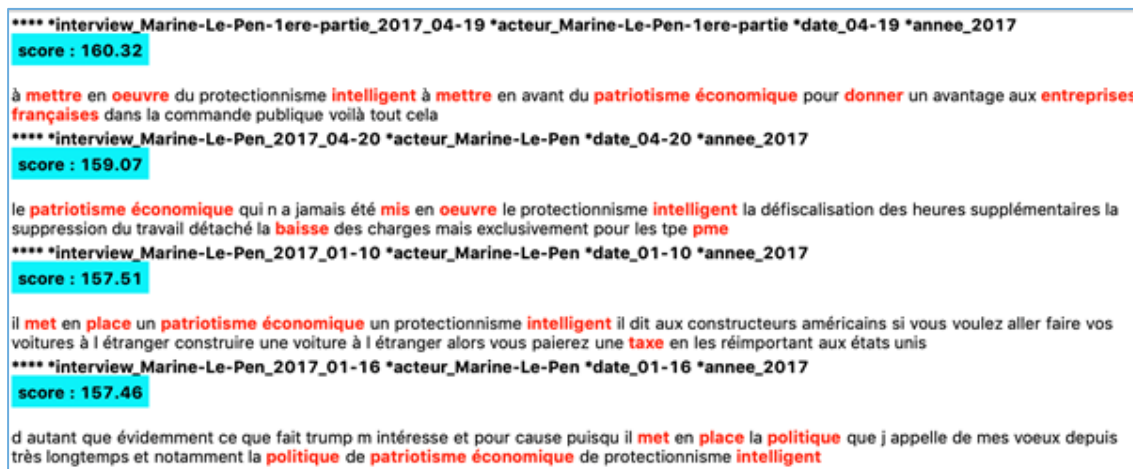 **** *interview_Marine-Le-Pen-1ere-partie_2017_04-19 *acteur_Marine-Le-Pen-1ere-partie *date_04-19 *annee_2017
score : 160.32
à mettre en oeuvre du protectionnisme intelligent à mettre en avant du patriotisme économique pour donner un avantage aux entreprises
françaises dans la commande publique voilà tout cela
**** *interview_Marine-Le-Pen_2017_04-20 *acteur_Marine-Le-Pen *date_04-20 *annee_2017
score : 159.07
le patriotisme économique qui n a jamais été mis en oeuvre le protectionnisme intelligent la défiscalisation des heures supplémentaires la
suppression du travail détaché la baisse des charges mais exclusivement pour les tpe pme
**** *interview_Marine-Le-Pen_2017_01-10 *acteur_Marine-Le-Pen *date_01-10 *annee_2017
score : 157.51
il met en place un patriotisme économique un protectionnisme intelligent il dit aux constructeurs américains si vous voulez aller faire vos
voitures à l étranger construire une voiture à l étranger alors vous paierez une taxe en les réimportant aux états unis
**** *interview_Marine-Le-Pen_2017_01-16 *acteur_Marine-Le-Pen *date_01-16 *annee_2017
score : 157.46
d autant que évidemment ce que fait trump m intéresse et pour cause puisqu il met en place la politique que j appelle de mes voeux depuis
très longtemps et notamment la politique de patriotisme économique de protectionnisme intelligent